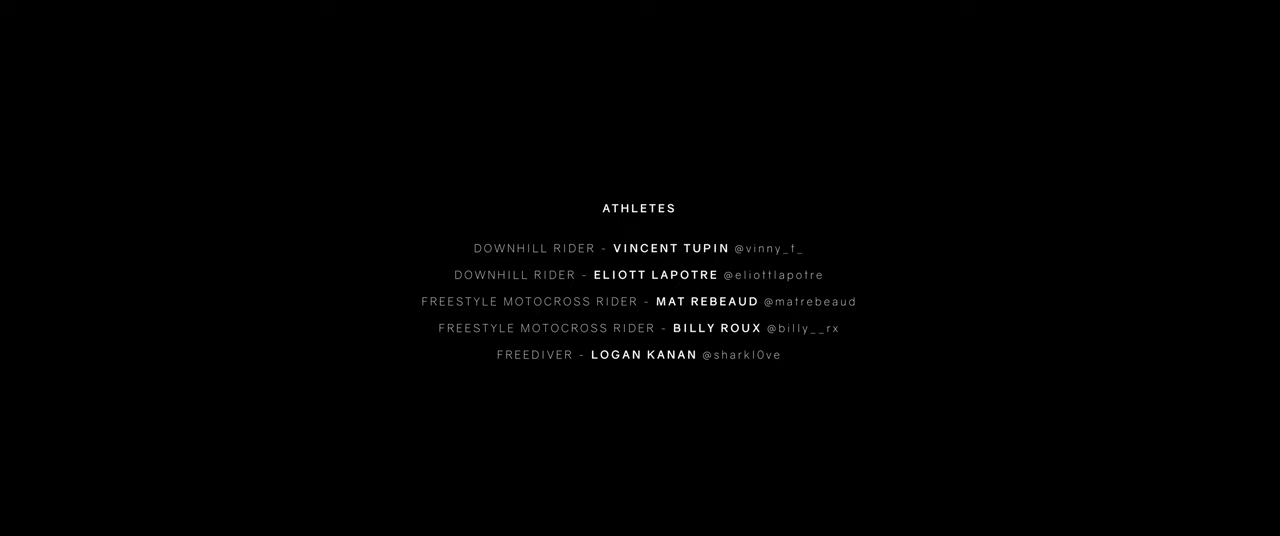 ATHLETES
DOWNHILL RIDER - VINCENT TUPIN @vinny_t_
DOWNHILL RIDER - ELIOTT LAPOTRE @eliottlapotre
FREESTYLE MOTOCROSS RIDER - MAT REBEAUD @matrebeaud
FREESTYLE MOTOCROSS RIDER - BILLY ROUX @billy__rx
FREEDIVER - LOGAN KANAN @sharkl0ve